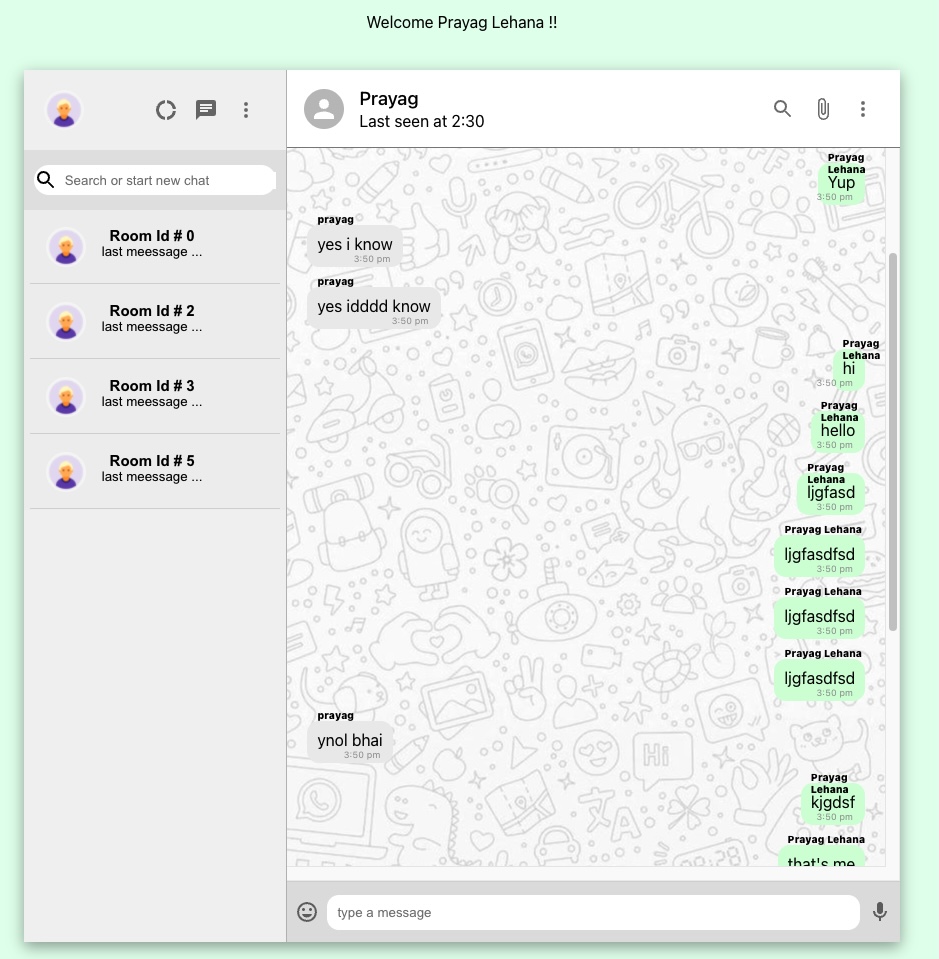 Welcome Prayag Lehana !!
Prayag
Last seen at 2:30
Search or start new chat
Room Id # 0
last meessage ...
Room Id # 2
last meessage ...
Room Id # 3
last meessage ...
Room Id # 5
last meessage ...
Prayag
Lehana
Yup
3:50 pm
prayag
yes i know
3:50 pm
prayag
yes idddd know
3:50 pm
Prayag
Lehana
hi
3:50 pm
Prayag
Lehana
hello
3:50 pm
Prayag
Lehana
ljgfasd
3:50 pm
Prayag Lehana
ljgfasdfsd
3:50 pm
Prayag Lehana
ljgfasdfsd
3:50 pm
Prayag Lehana
ljgfasdfsd
3:50 pm
prayag
ynol bhai
3:50 pm
Hi
Prayag
Lehana
kjgdsf
3:50 pm
Prayag Lehana
that's me
type a message